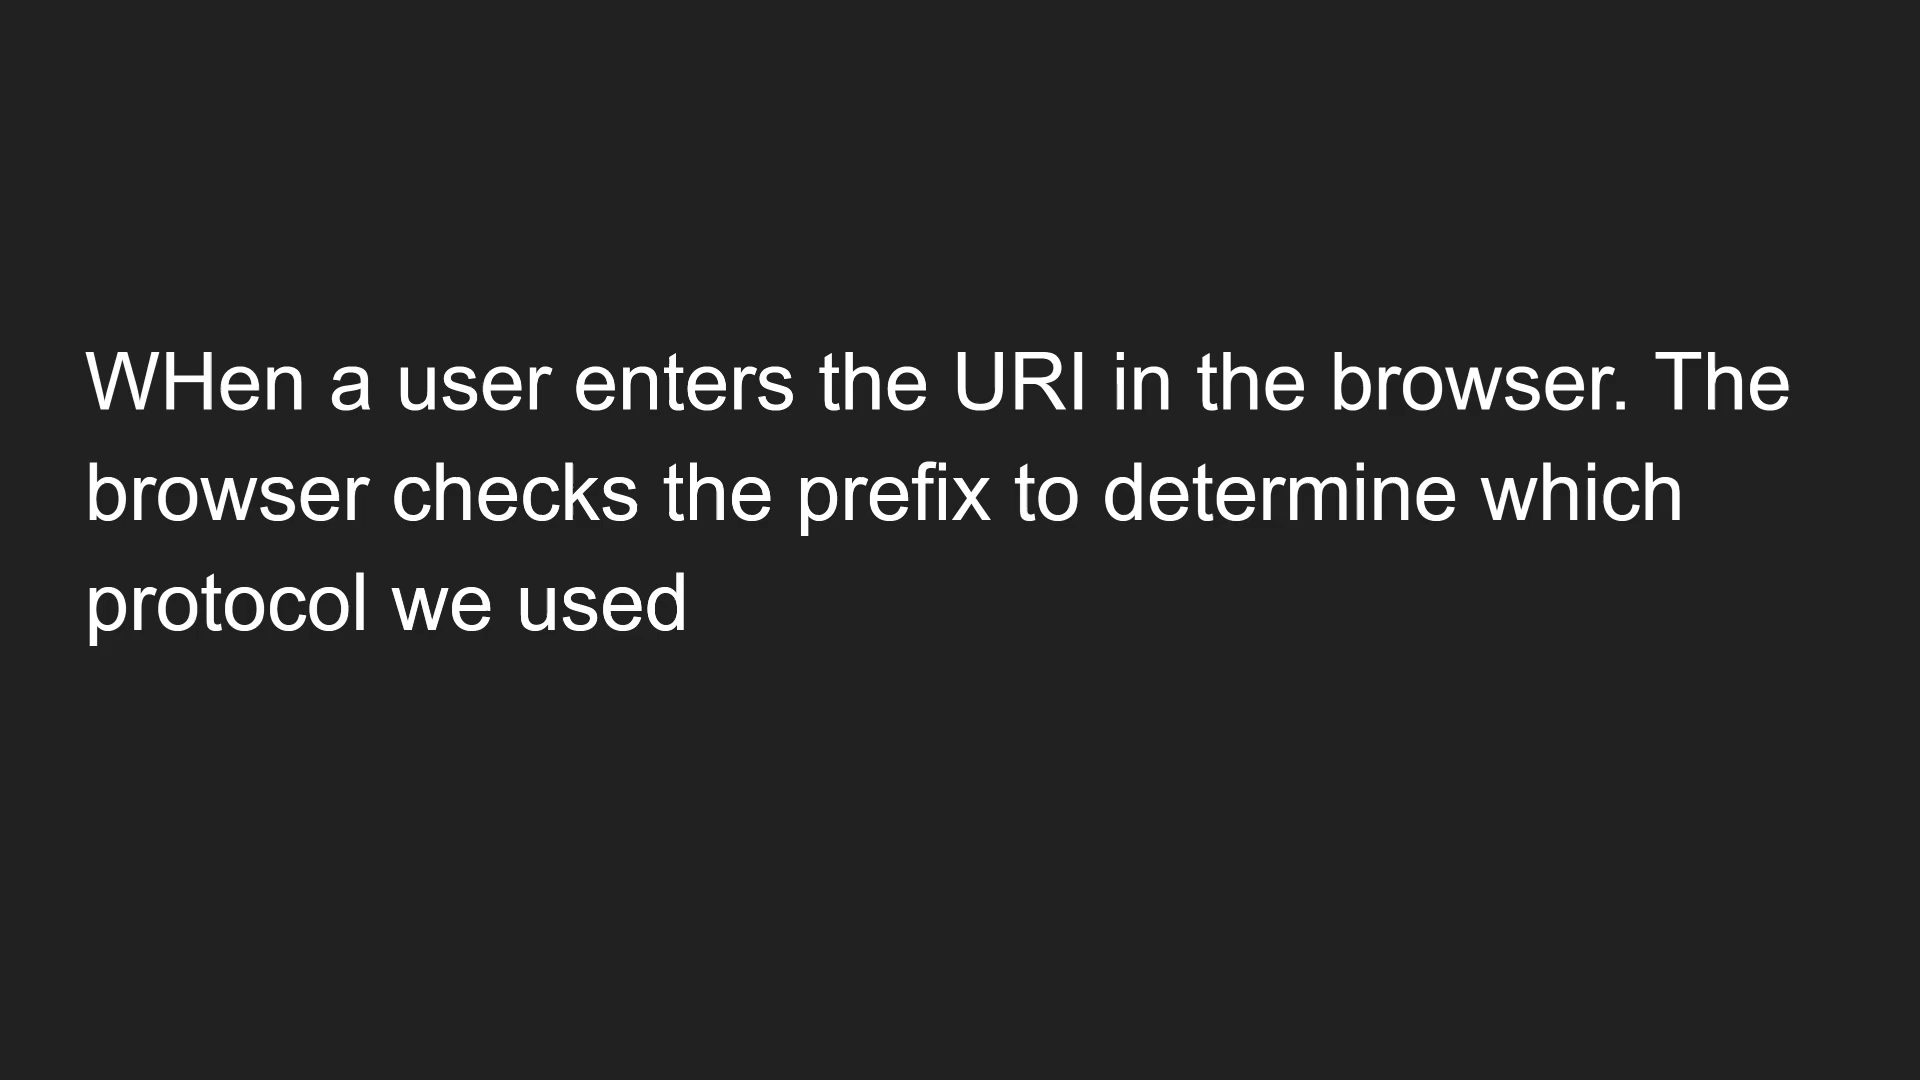 WHen a user enters the URI in the browser. The
browser checks the prefix to determine which
protocol we used